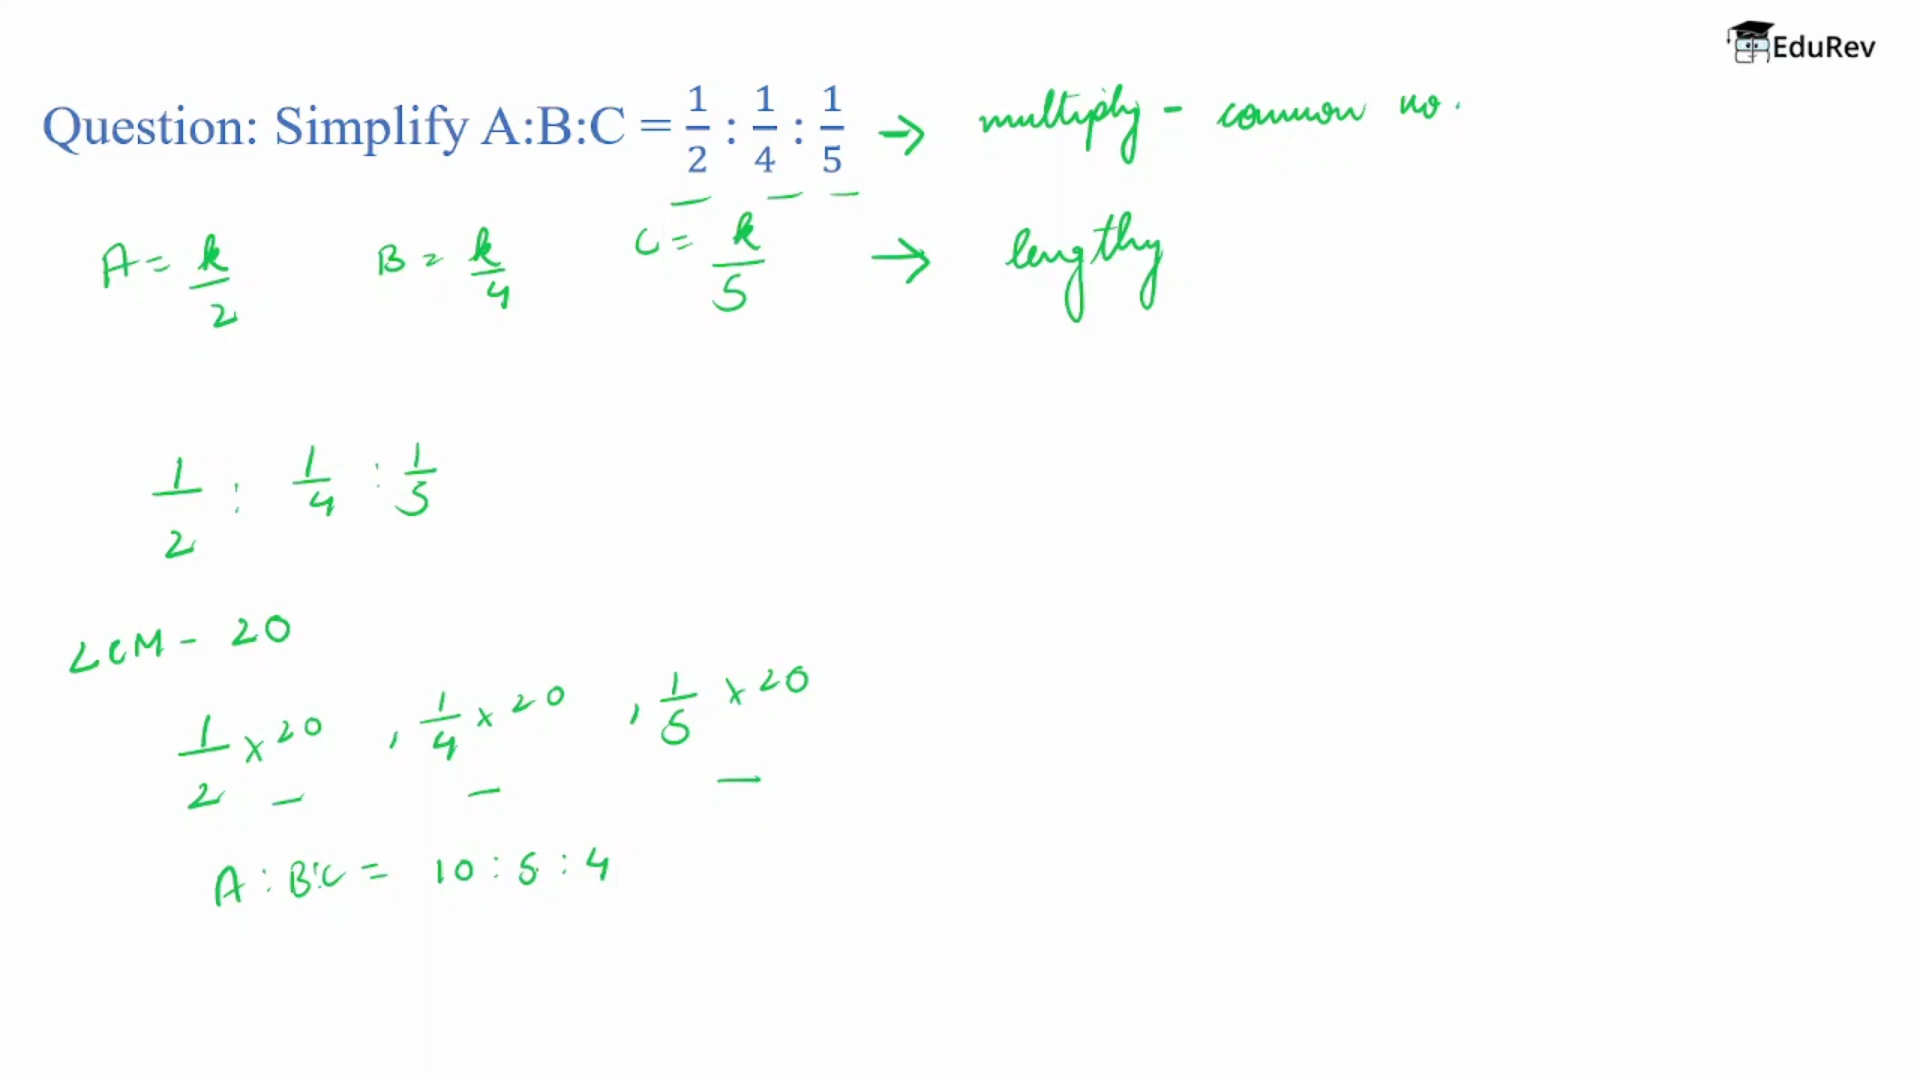 EduRev
Question: Simplify A:B:C = 1/2 : 1/4 : 1/5 → multiply - common no.
A = k/2 B = k/4 C = k/5 → lengthy
1/2 : 1/4 : 1/5
LCM - 20
1/2 x 20 , 1/4 x 20 , 1/5 x 20
A : B : C = 10 : 5 : 4